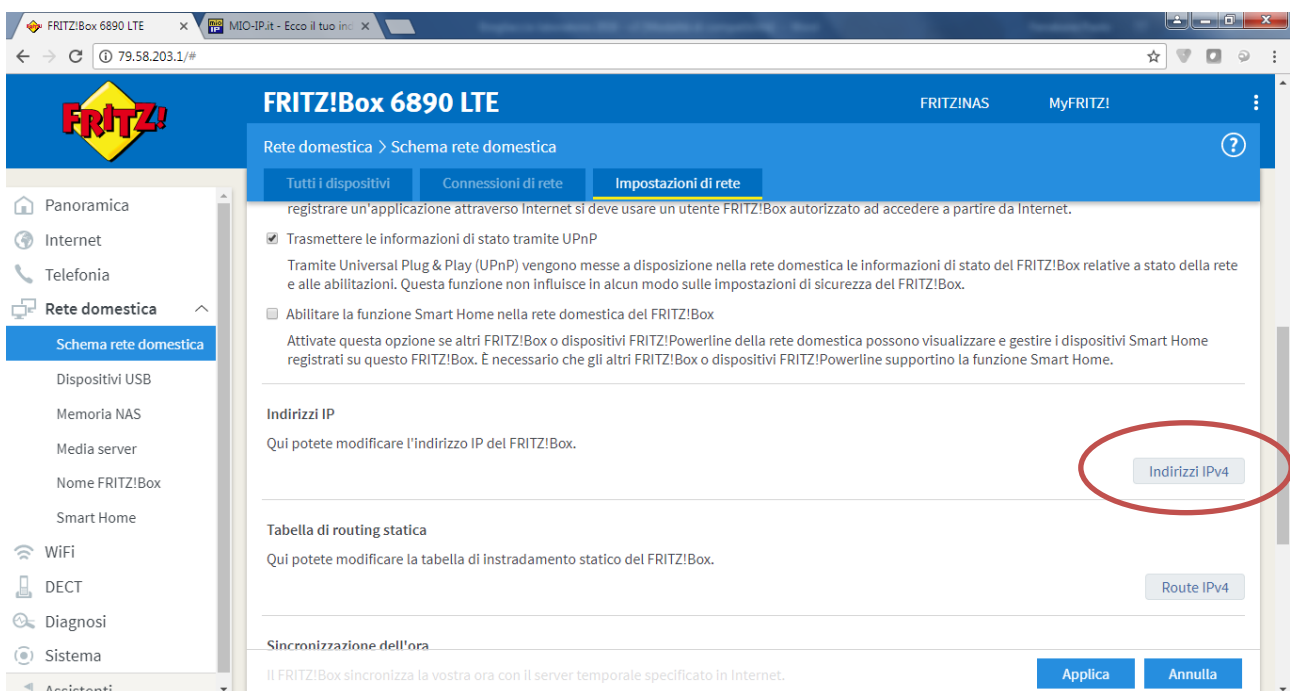 FRITZ!Box 6890 LTE
MIO-IP.it - Ecco il tuo ind
79.58.203.1/#
FRITZ!
FRITZ!Box 6890 LTE
FRITZ!NAS
MyFRITZ!
Rete domestica > Schema rete domestica
Tutti i dispositivi
Connessioni di rete
Impostazioni di rete
Panoramica
Internet
Telefonia
Rete domestica
Schema rete domestica
Dispositivi USB
Memoria NAS
Media server
Nome FRITZ!Box
Smart Home
WiFi
DECT
Diagnosi
Sistema
Assistenti
registrare un'applicazione attraverso Internet si deve usare un utente FRITZ!Box autorizzato ad accedere a partire da Internet.
Trasmettere le informazioni di stato tramite UPnP
Tramite Universal Plug & Play (UPnP) vengono messe a disposizione nella rete domestica le informazioni di stato del FRITZ!Box relative a stato della rete
e alle abilitazioni. Questa funzione non influisce in alcun modo sulle impostazioni di sicurezza del FRITZ!Box.
Abilitare la funzione Smart Home nella rete domestica del FRITZ!Box
Attivate questa opzione se altri FRITZ!Box o dispositivi FRITZ!Powerline della rete domestica possono visualizzare e gestire i dispositivi Smart Home
registrati su questo FRITZ!Box. È necessario che gli altri FRITZ!Box o dispositivi FRITZ!Powerline supportino la funzione Smart Home.
Indirizzi IP
Qui potete modificare l'indirizzo IP del FRITZ!Box.
Indirizzi IPv4
Tabella di routing statica
Qui potete modificare la tabella di instradamento statico del FRITZ!Box.
Route IPv4
Sincronizzazione dell'ora
Il FRITZ!Box sincronizza la vostra ora con il server temporale specificato in Internet.
Applica
Annulla